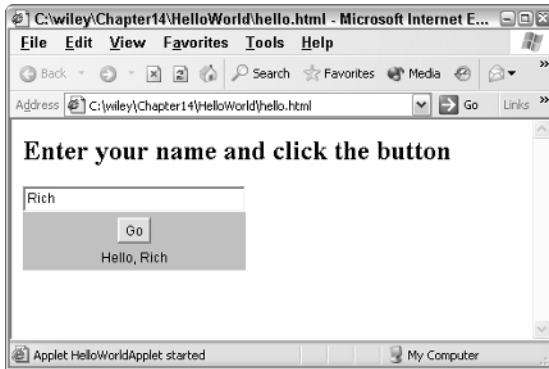 C:\wiley\Chapter14\HelloWorld\hello.html - Microsoft Internet E...
File Edit View Favorites Tools Help
Back Search Favorites Media »
Address C:\wiley\Chapter14\HelloWorld\hello.html Go Links »
Enter your name and click the button
Rich
Go
Hello, Rich
Applet HelloWorldApplet started My Computer